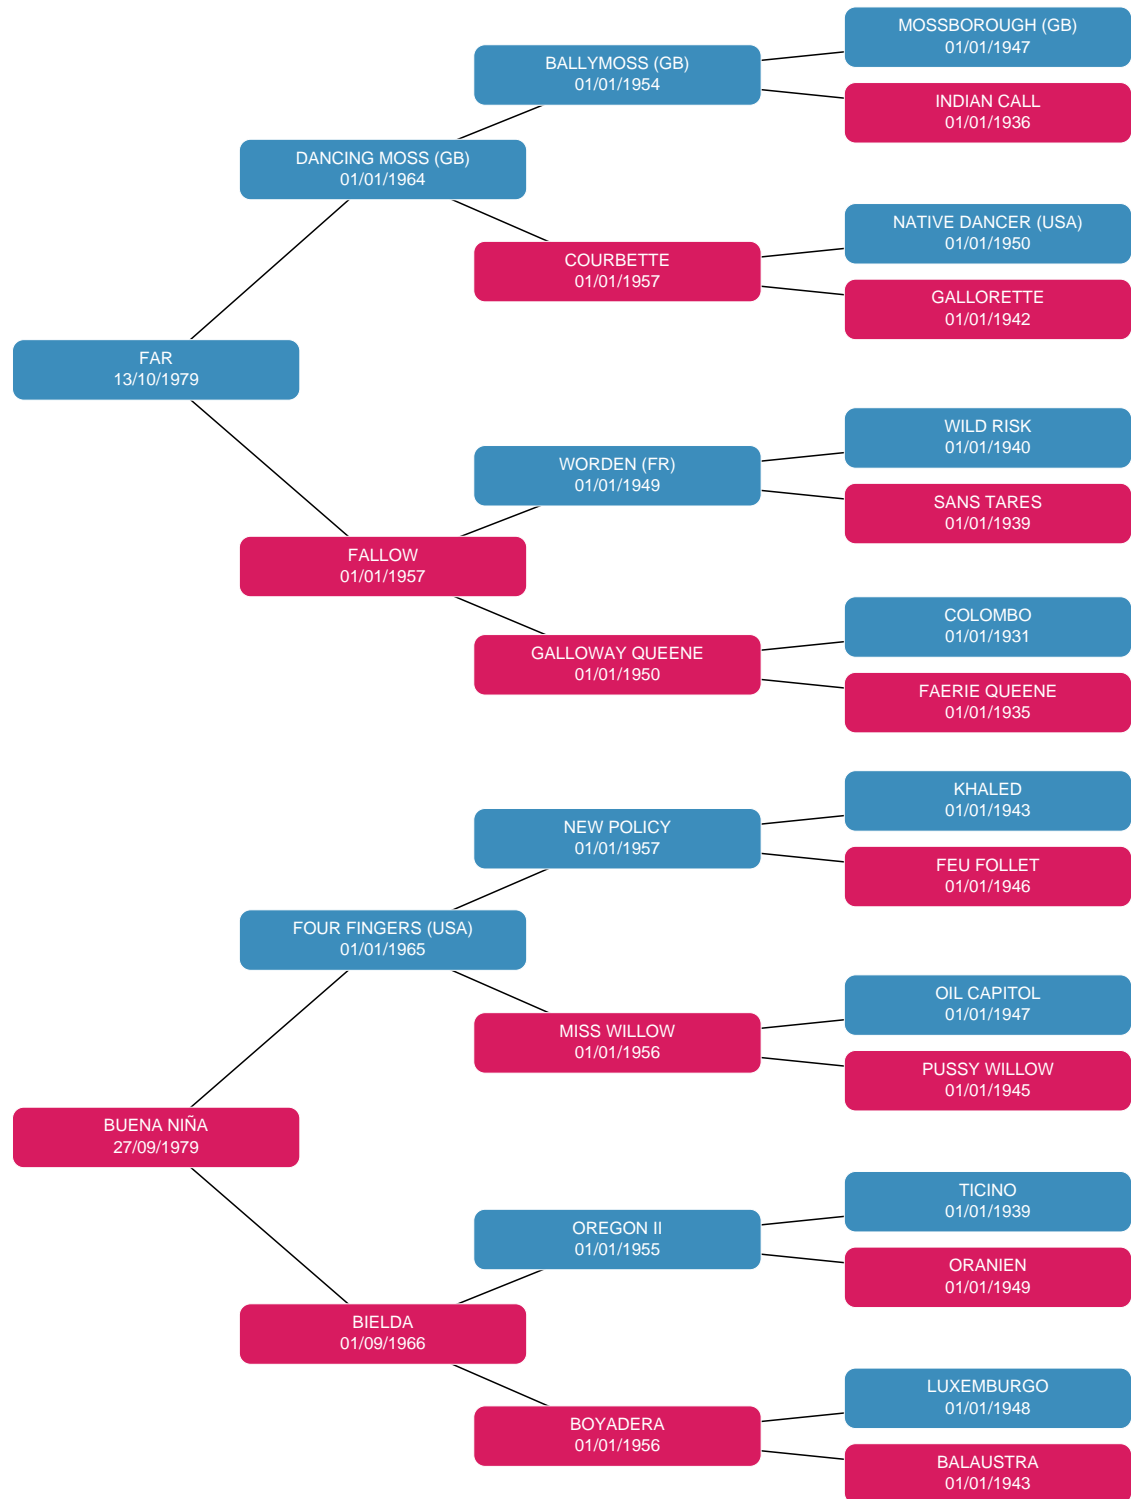 MOSSBOROUGH (GB)
01/01/1947
BALLYMOSS (GB)
01/01/1954
INDIAN CALL
01/01/1936
DANCING MOSS (GB)
01/01/1964
NATIVE DANCER (USA)
01/01/1950
COURBETTE
01/01/1957
GALLORETTE
01/01/1942
FAR
13/10/1979
WILD RISK
01/01/1940
WORDEN (FR)
01/01/1949
SANS TARES
01/01/1939
FALLOW
01/01/1957
COLOMBO
01/01/1931
GALLOWAY QUEENE
01/01/1950
FAERIE QUEENE
01/01/1935
KHALED
01/01/1943
NEW POLICY
01/01/1957
FEU FOLLET
01/01/1946
FOUR FINGERS (USA)
01/01/1965
OIL CAPITOL
01/01/1947
MISS WILLOW
01/01/1956
PUSSY WILLOW
01/01/1945
BUENA NIÑA
27/09/1979
TICINO
01/01/1939
OREGON II
01/01/1955
ORANIEN
01/01/1949
BIELDA
01/09/1966
LUXEMBURGO
01/01/1948
BOYADERA
01/01/1956
BALAUSTRA
01/01/1943